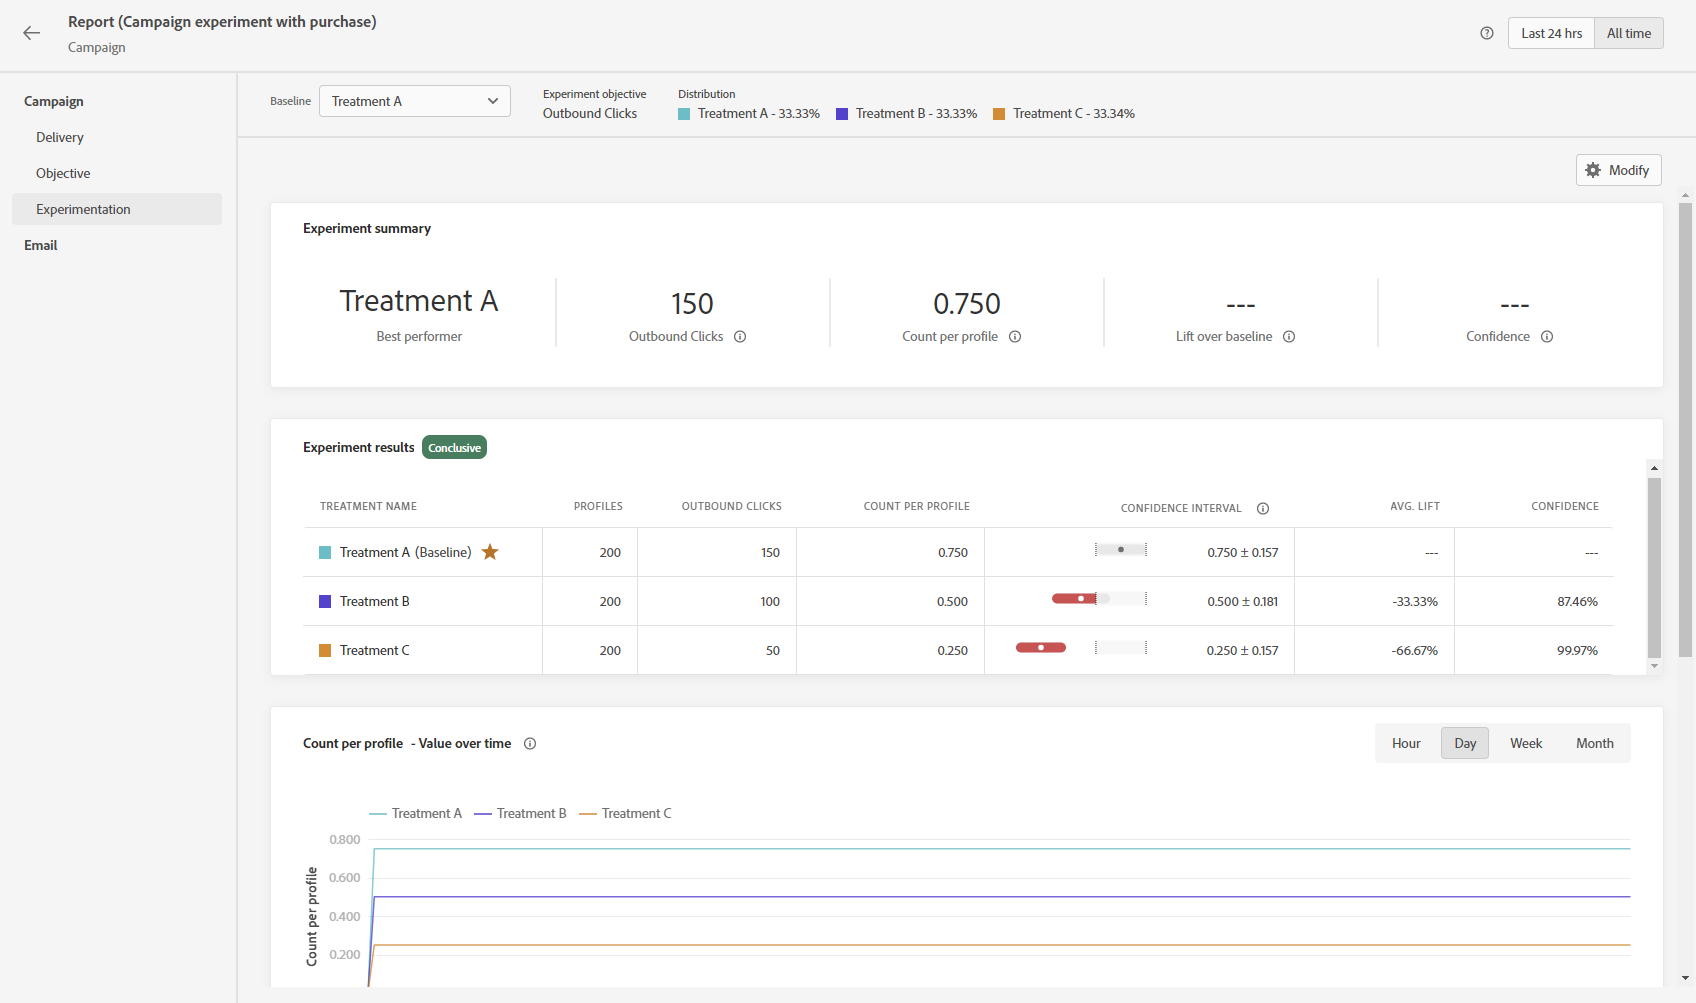 Report (Campaign experiment with purchase)
Campaign
Last 24 hrs
All time
Campaign
Delivery
Objective
Experimentation
Email
Baseline
Treatment A
Experiment objective
Outbound Clicks
Distribution
Treatment A - 33.33% Treatment B - 33.33% Treatment C - 33.34%
Modify
Experiment summary
Treatment A
Best performer
150
Outbound Clicks
0.750
Count per profile
---
Lift over baseline
---
Confidence
Experiment results Conclusive
TREATMENT NAME PROFILES OUTBOUND CLICKS COUNT PER PROFILE CONFIDENCE INTERVAL AVG. LIFT CONFIDENCE
Treatment A (Baseline) 200 150 0.750 0.750 ± 0.157 --- ---
Treatment B 200 100 0.500 0.500 ± 0.181 -33.33% 87.46%
Treatment C 200 50 0.250 0.250 ± 0.157 -66.67% 99.97%
Count per profile - Value over time
Hour Day Week Month
Treatment A Treatment B Treatment C
Count per profile
0.800
0.600
0.400
0.200